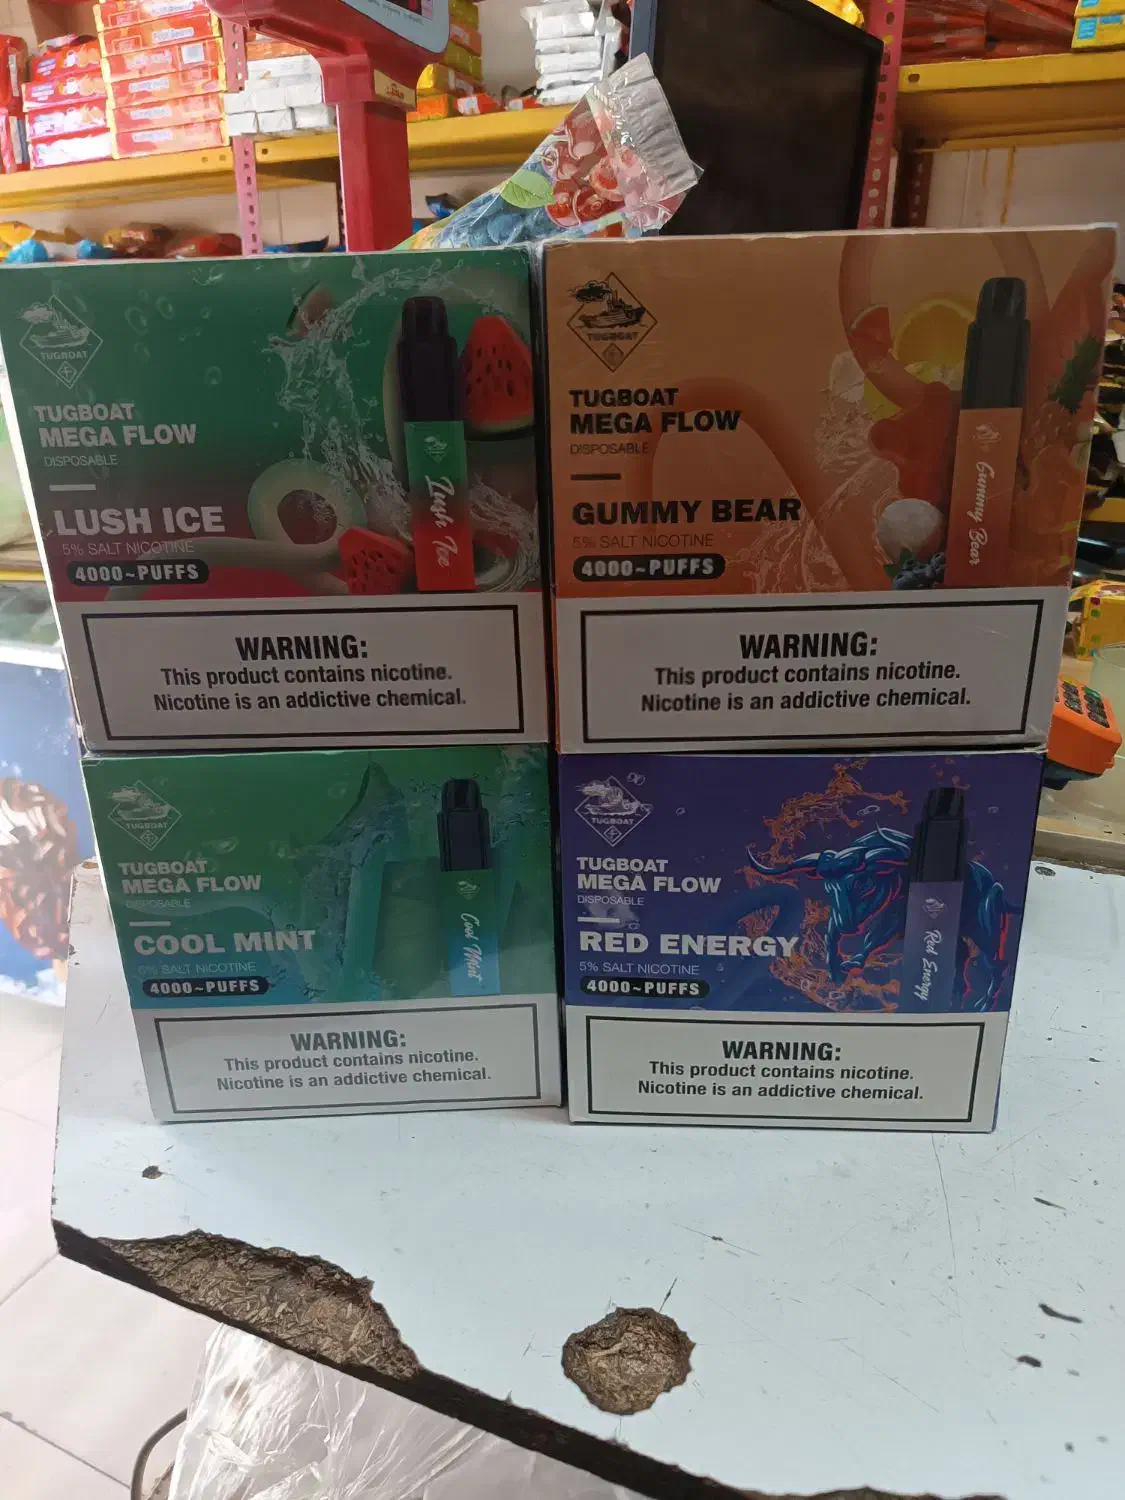 TUGBOAT
TUGBOAT
MEGA FLOW
DISPOSABLE
LUSH ICE
5% SALT NICOTINE
4000~PUFFS
Lush Ice
WARNING:
This product contains nicotine.
Nicotine is an addictive chemical.
TUGBOAT
TUGBOAT
MEGA FLOW
DISPOSABLE
GUMMY BEAR
5% SALT NICOTINE
4000~PUFFS
Gummy Bear
WARNING:
This product contains nicotine.
Nicotine is an addictive chemical.
TUGBOAT
TUGBOAT
MEGA FLOW
DISPOSABLE
COOL MINT
5% SALT NICOTINE
4000~PUFFS
Cool Mint
WARNING:
This product contains nicotine.
Nicotine is an addictive chemical.
TUGBOAT
TUGBOAT
MEGA FLOW
DISPOSABLE
RED ENERGY
5% SALT NICOTINE
4000~PUFFS
Red Energy
WARNING:
This product contains nicotine.
Nicotine is an addictive chemical.